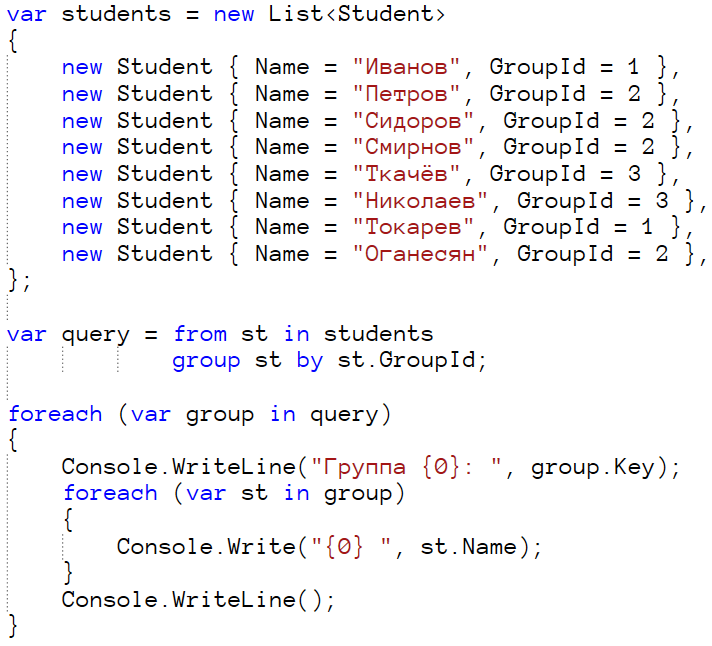 var students = new List<Student>
{
    new Student { Name = "Иванов", GroupId = 1 },
    new Student { Name = "Петров", GroupId = 2 },
    new Student { Name = "Сидоров", GroupId = 2 },
    new Student { Name = "Смирнов", GroupId = 2 },
    new Student { Name = "Ткачёв", GroupId = 3 },
    new Student { Name = "Николаев", GroupId = 3 },
    new Student { Name = "Токарев", GroupId = 1 },
    new Student { Name = "Оганесян", GroupId = 2 },
};

var query = from st in students
            group st by st.GroupId;

foreach (var group in query)
{
    Console.WriteLine("Группа {0}: ", group.Key);
    foreach (var st in group)
    {
        Console.Write("{0} ", st.Name);
    }
    Console.WriteLine();
}